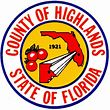 COUNTY OF HIGHLANDS
1921
STATE OF FLORIDA